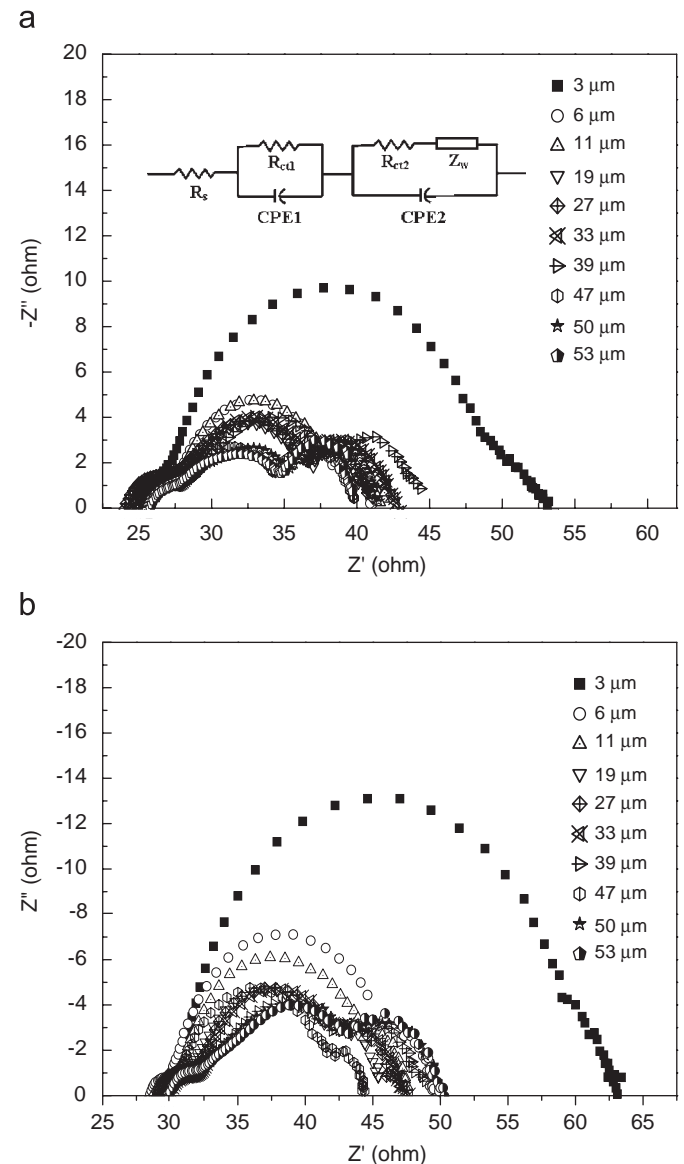 a
20
18
16
14
12
10
8
6
4
2
0
-Z" (ohm)
Rs
Rct1
CPE1
Rct2
Zw
CPE2
3 μm
6 μm
11 μm
19 μm
27 μm
33 μm
39 μm
47 μm
50 μm
53 μm
25 30 35 40 45 50 55 60
Z' (ohm)
b
-20
-18
-16
-14
-12
-10
-8
-6
-4
-2
0
Z" (ohm)
3 μm
6 μm
11 μm
19 μm
27 μm
33 μm
39 μm
47 μm
50 μm
53 μm
25 30 35 40 45 50 55 60 65
Z' (ohm)